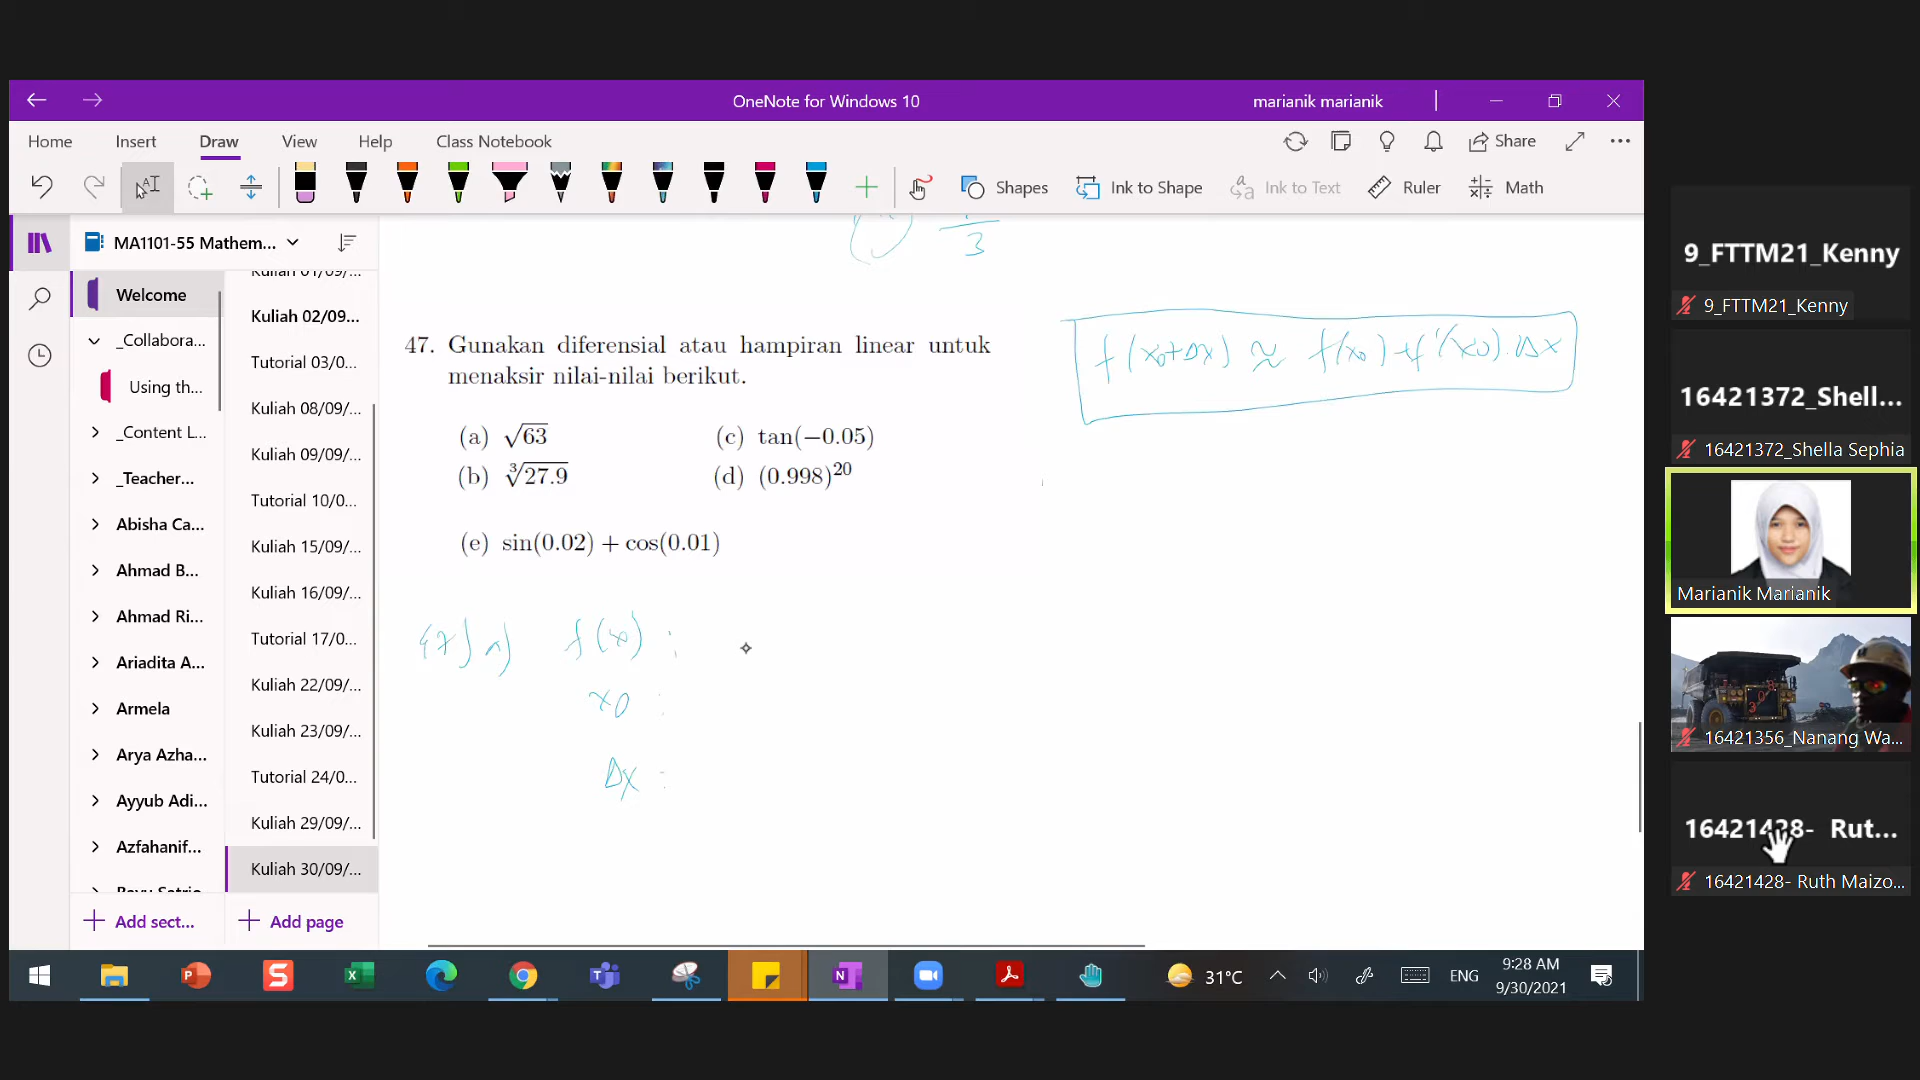 OneNote for Windows 10
marianik marianik
Home Insert Draw View Help Class Notebook
Share
Shapes Ink to Shape Ink to Text Ruler Math
MA1101-55 Mathem...
Welcome
_Collabora...
Using th...
_Content L...
_Teacher...
Abisha Ca...
Ahmad B...
Ahmad Ri...
Ariadita A...
Armela
Arya Azha...
Ayyub Adi...
Azfahanif...
Add sect...
Kuliah 01/09/...
Kuliah 02/09...
Tutorial 03/0...
Kuliah 08/09/...
Kuliah 09/09/...
Tutorial 10/0...
Kuliah 15/09/...
Kuliah 16/09/...
Tutorial 17/0...
Kuliah 22/09/...
Kuliah 23/09/...
Tutorial 24/0...
Kuliah 29/09/...
Kuliah 30/09/...
Add page
3
47. Gunakan diferensial atau hampiran linear untuk
menaksir nilai-nilai berikut.
(a) √63 (c) tan(−0.05)
(b) ∛27.9 (d) (0.998)²⁰
(e) sin(0.02) + cos(0.01)
f(x₀+Δx) ≈ f(x₀)+f'(x₀).Δx
47) a) f(x) :
x₀ :
Δx :
9_FTTM21_Kenny
9_FTTM21_Kenny
16421372_Shell...
16421372_Shella Sephia
Marianik Marianik
16421356_Nanang Wa...
16421428- Rut...
16421428- Ruth Maizo...
31°C
ENG
9:28 AM
9/30/2021